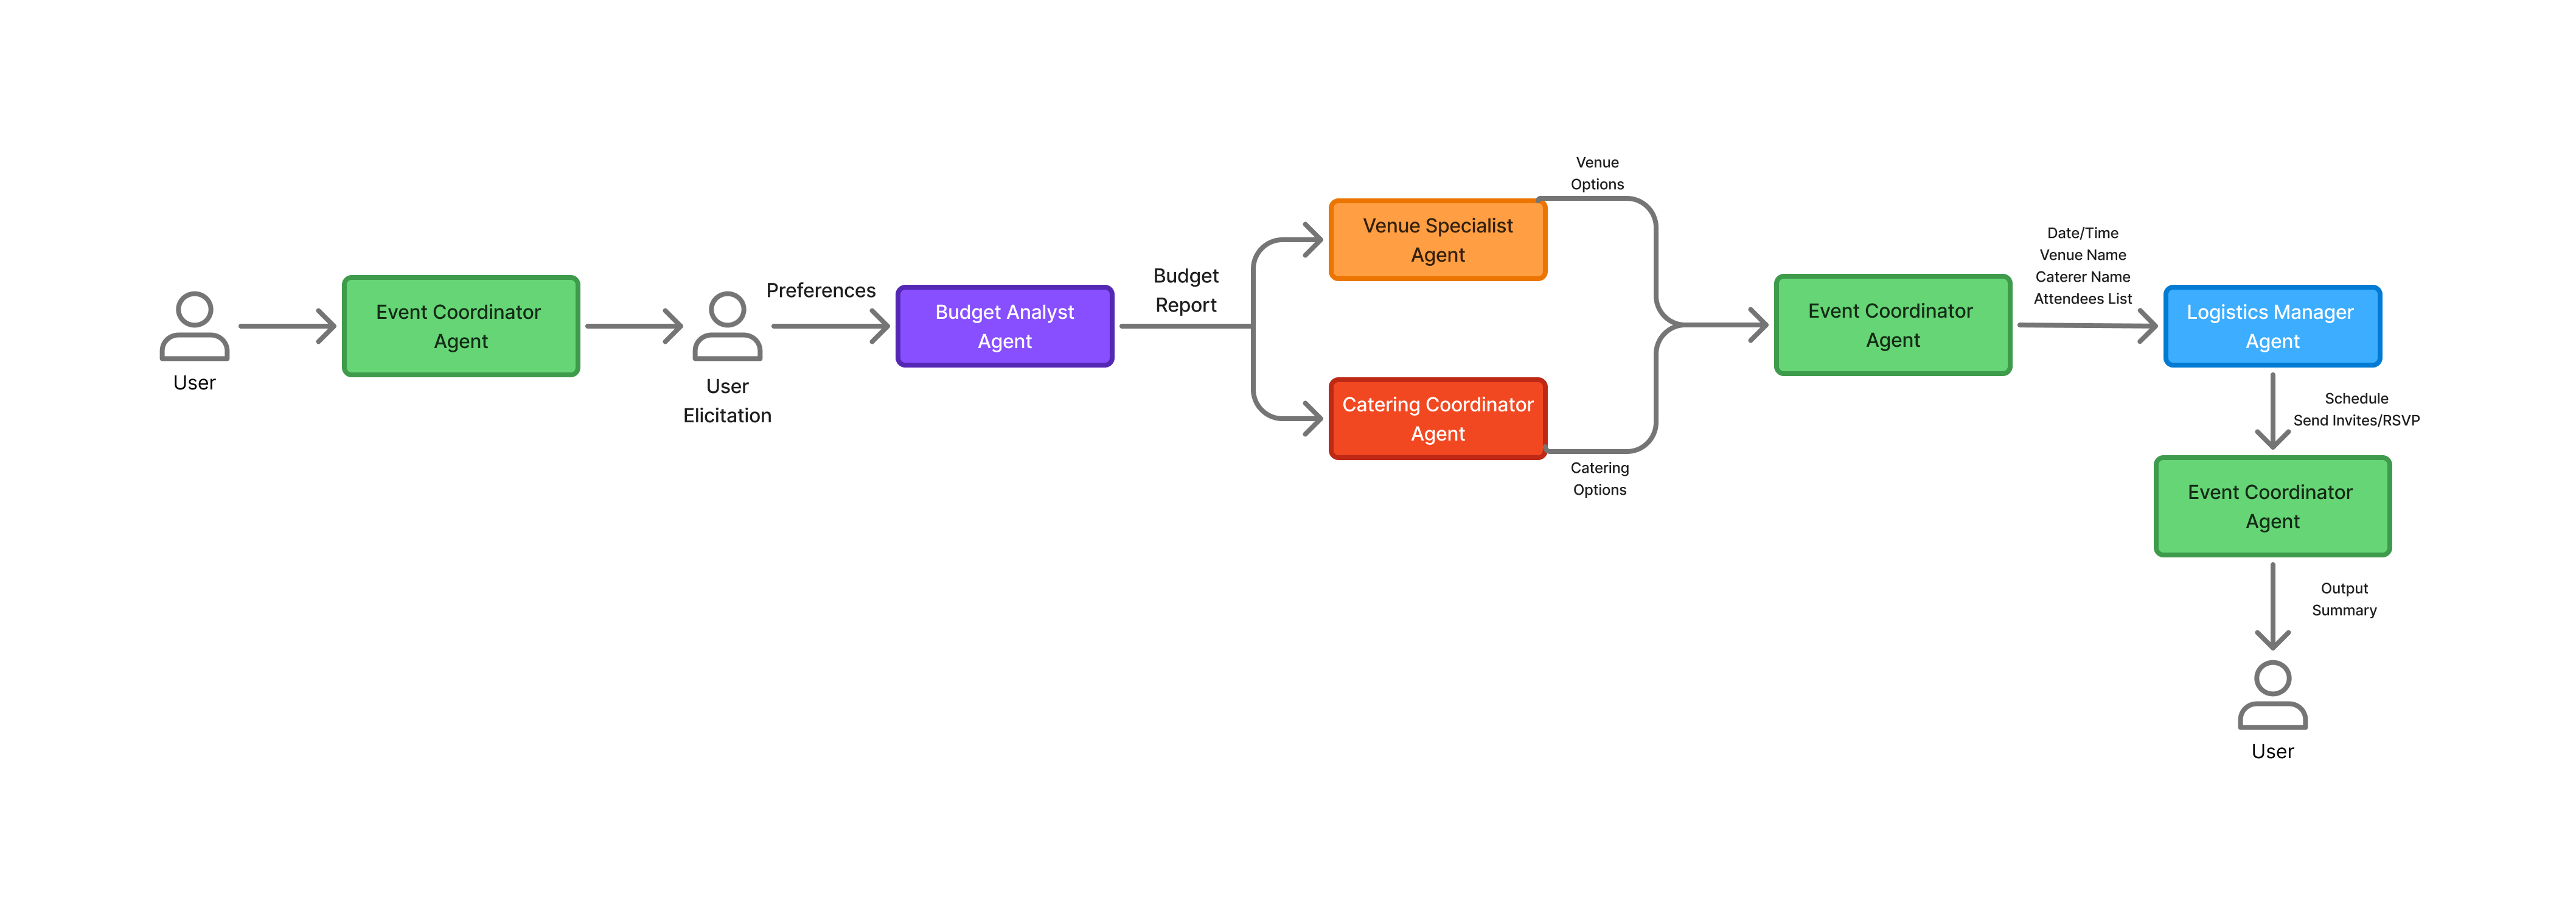 User
Event Coordinator
Agent
User
Elicitation
Preferences
Budget Analyst
Agent
Budget
Report
Venue Specialist
Agent
Catering Coordinator
Agent
Venue
Options
Catering
Options
Event Coordinator
Agent
Date/Time
Venue Name
Caterer Name
Attendees List
Logistics Manager
Agent
Schedule
Send Invites/RSVP
Event Coordinator
Agent
Output
Summary
User